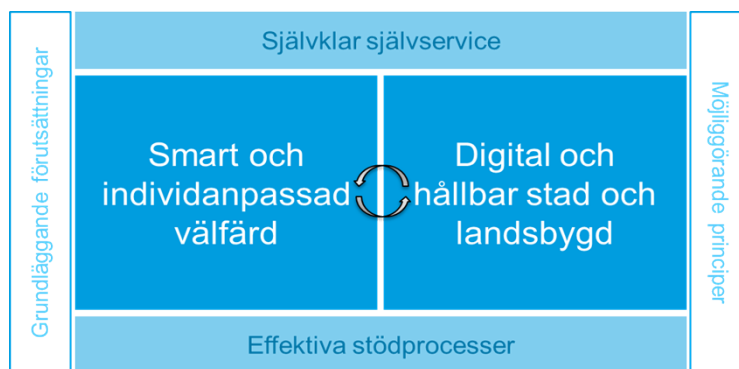 Självklar självservice
Grundläggande förutsättningar
Smart och
individanpassad
välfärd
Digital och
hållbar stad och
landsbygd
Möjliggörande principer
Effektiva stödprocesser